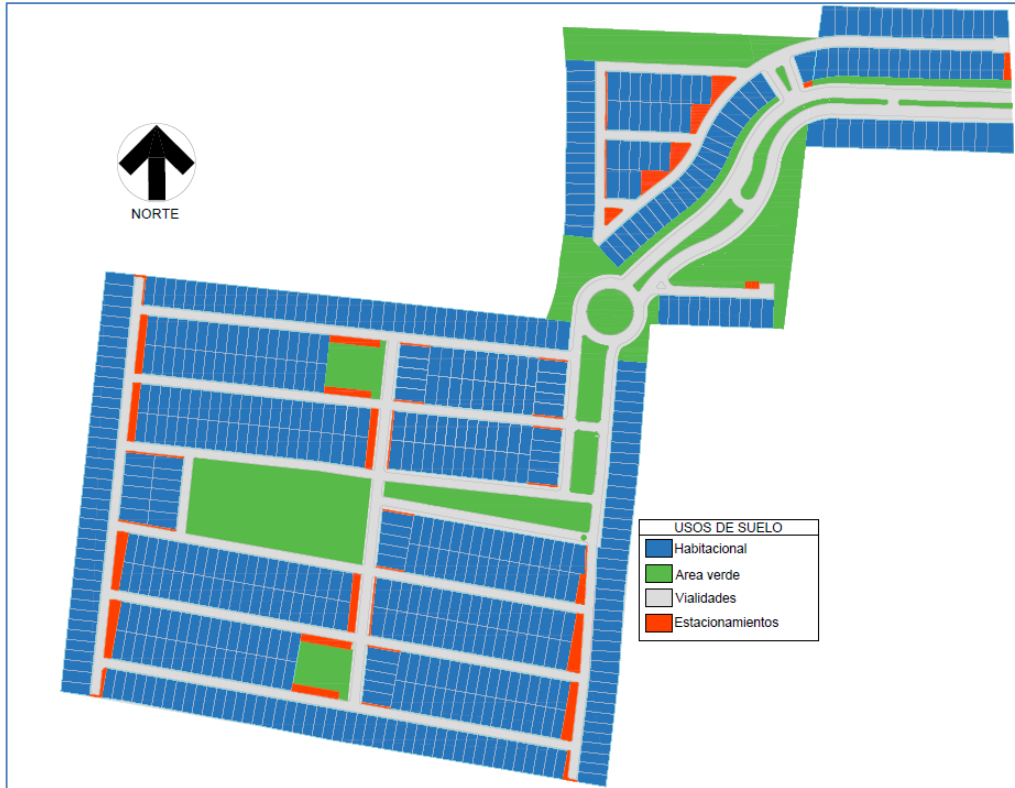 NORTE
USOS DE SUELO
Habitacional
Area verde
Vialidades
Estacionamientos